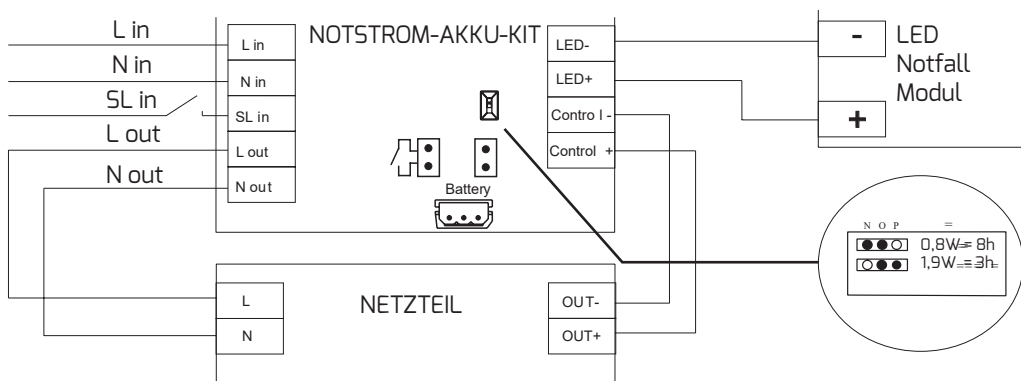 L in
N in
SL in
L out
N out
NOTSTROM-AKKU-KIT
L in
N in
SL in
L out
N out
LED-
LED+
Contro l -
Control +
Battery
-
+
LED
Notfall
Modul
NETZTEIL
L
N
OUT-
OUT+
N O P =
0,8W= 8h
1,9W = 3h